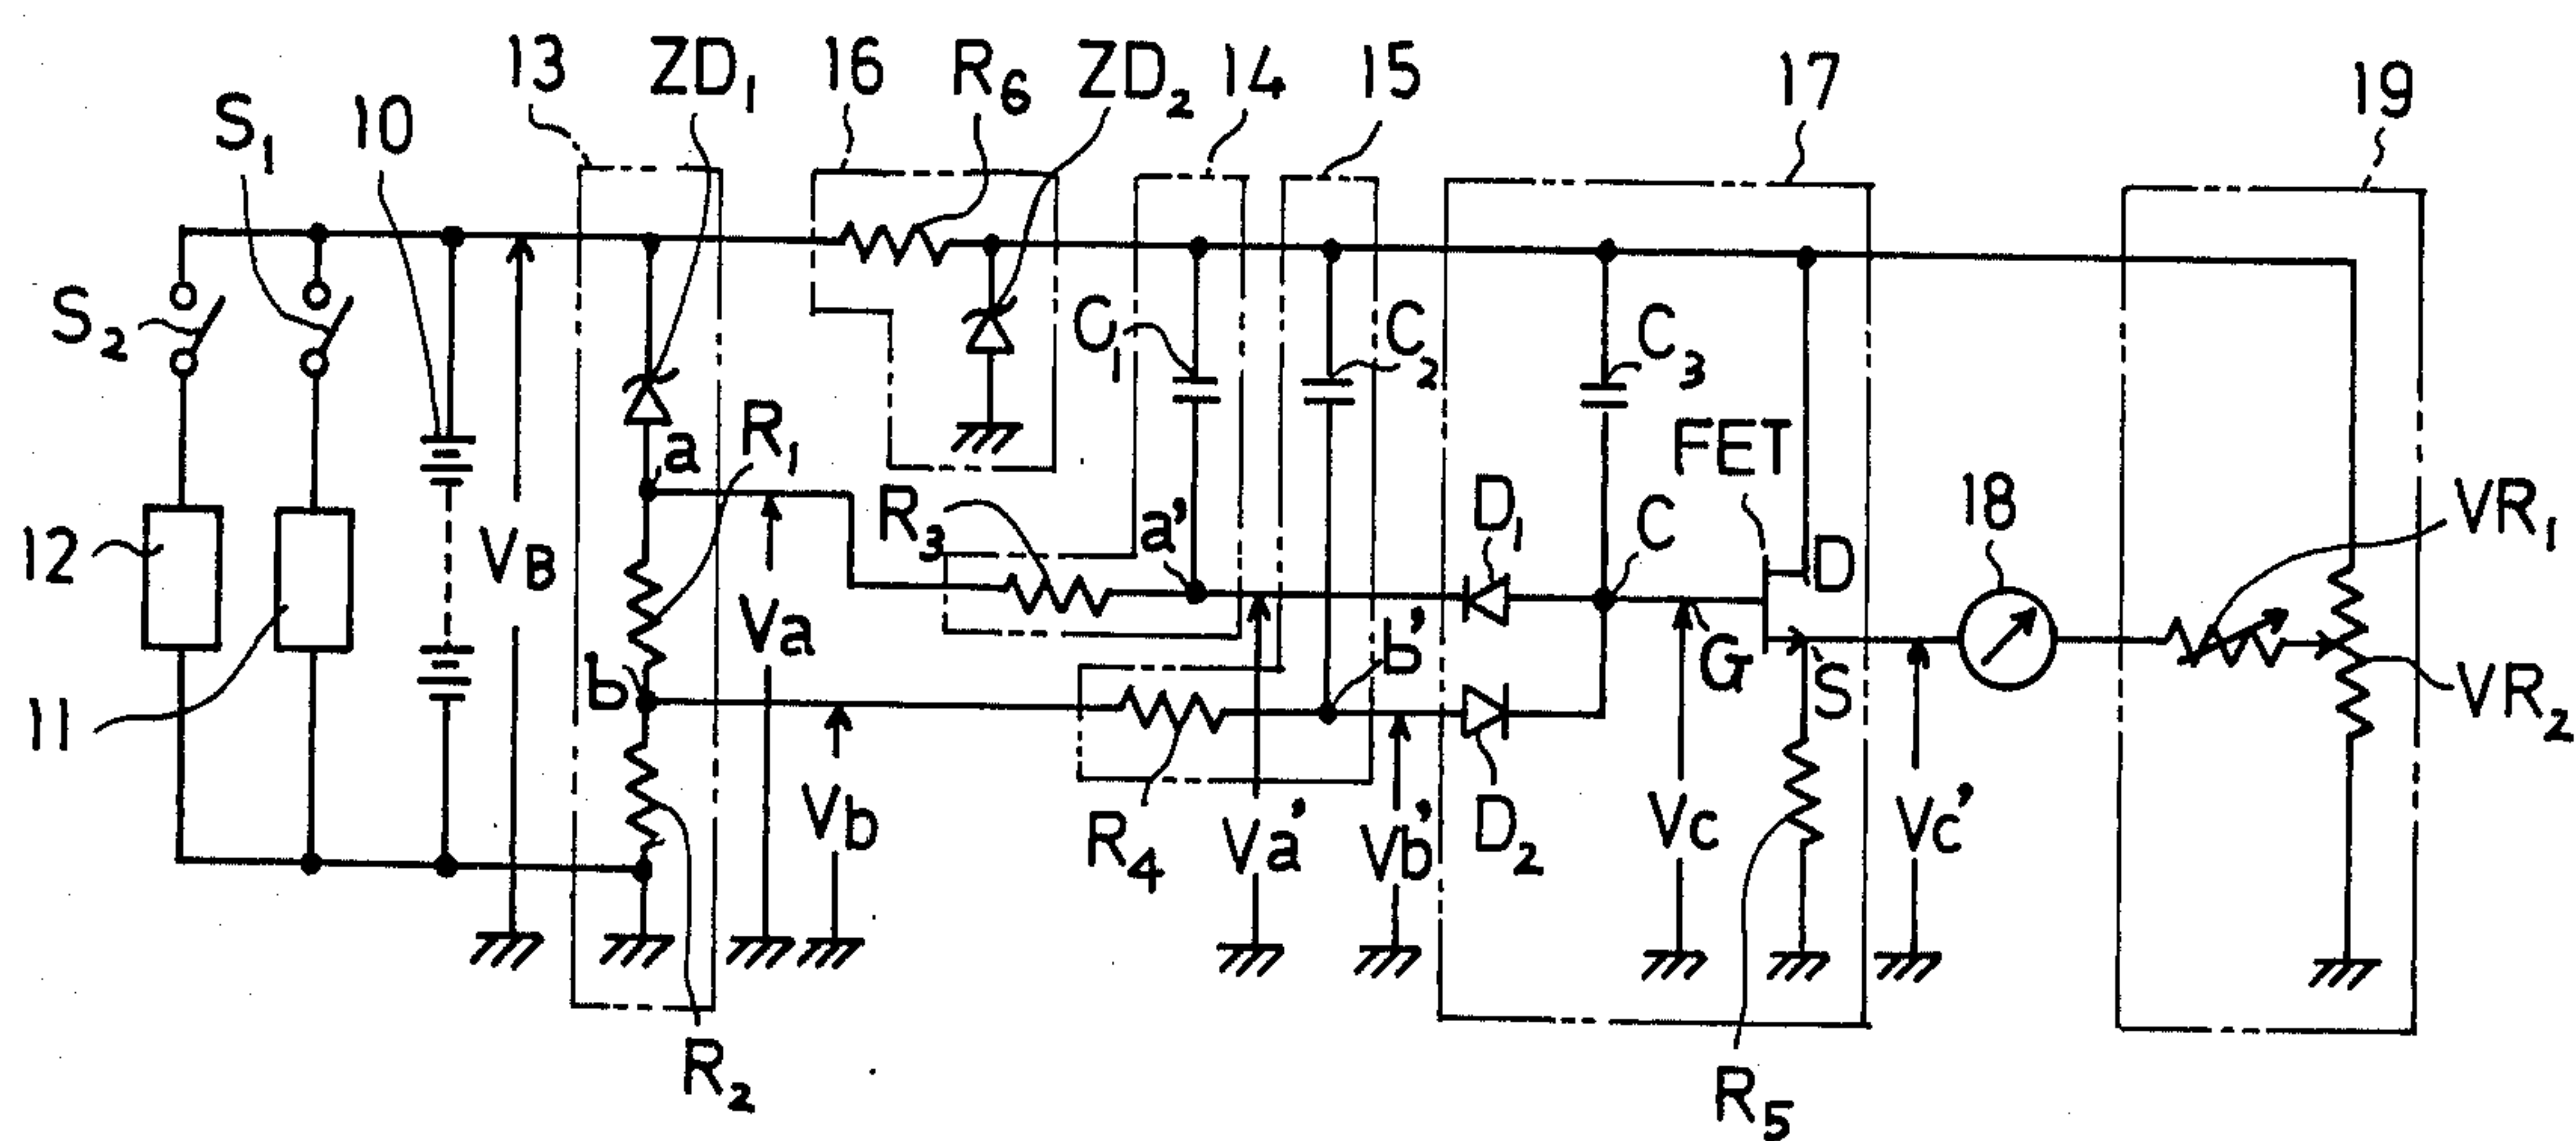 13
ZD₁
16
R₆
ZD₂
14
15
17
19
S₁
10
S₂
C₁
C₂
C₃
R₁
a
FET
VB
R₃
a'
D₁
C
18
VR₁
12
Va
D
b
b'
G
S
VR₂
11
Vb
R₄
Va'
Vb'
D₂
Vc
Vc'
R₂
R₅